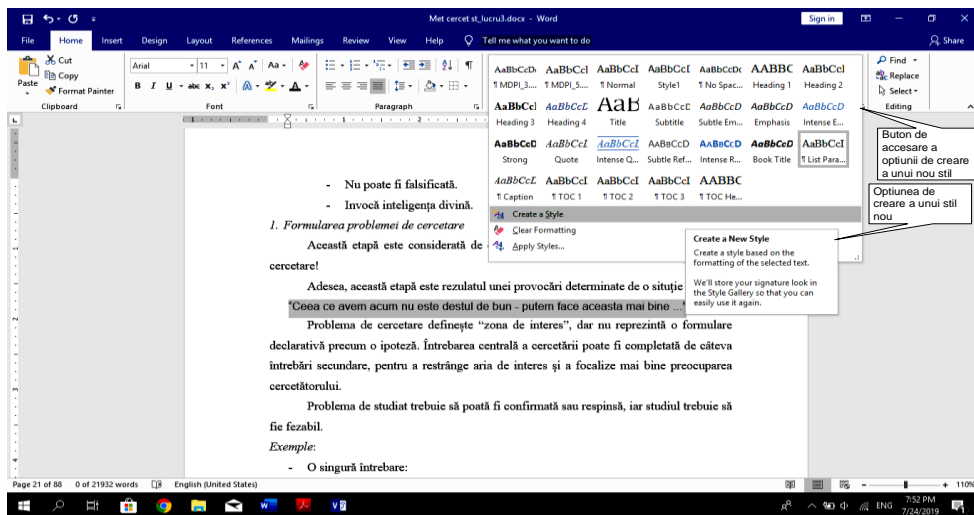 Met cercet st_lucru3.docx - Word
Sign in
File Home Insert Design Layout References Mailings Review View Help Tell me what you want to do Share
Paste
Cut
Copy
Format Painter
Clipboard
Arial 11
Font
Paragraph
AaBbCcD AaBbCcI AaBbCcI AaBbCcI AaBbCcDc AABBC AaBbCcI
¶ MDPI_3... ¶ MDPI_5... ¶ Normal Style1 ¶ No Spac... Heading 1 Heading 2
AaBbCcI AaBbCcL AaB AaBbCcC AaBbCcD AaBbCcD AaBbCcD
Heading 3 Heading 4 Title Subtitle Subtle Em... Emphasis Intense E...
AaBbCcD AaBbCcL AaBbCcL AABBCCD AABBCCD AaBbCcD AaBbCcI
Strong Quote Intense Q... Subtle Ref... Intense R... Book Title ¶ List Para...
AaBbCcL AaBbCcI AaBbCcI AaBbCcI AABBC
¶ Caption ¶ TOC 1 ¶ TOC 2 ¶ TOC 3 ¶ TOC He...
Create a Style
Clear Formatting
Apply Styles...
Find
Replace
Select
Editing
Buton de
accesare a
optiunii de creare
a unui nou stil
Optiunea de
creare a unui stil
nou
Create a New Style
Create a style based on the
formatting of the selected text.
We'll store your signature look in
the Style Gallery so that you can
easily use it again.
- Nu poate fi falsificată.
- Invocă inteligența divină.
1. Formularea problemei de cercetare
Această etapă este considerată de
cercetare!
Adesea, această etapă este rezulatul unei provocări determinate de o situție
"Ceea ce avem acum nu este destul de bun - putem face aceasta mai bine ..."
Problema de cercetare definește “zona de interes”, dar nu reprezintă o formulare
declarativă precum o ipoteză. Întrebarea centrală a cercetării poate fi completată de câteva
întrebări secundare, pentru a restrânge aria de interes și a focaliza mai bine preocuparea
cercetătorului.
Problema de studiat trebuie să poată fi confirmată sau respinsă, iar studiul trebuie să
fie fezabil.
Exemple:
- O singură întrebare:
Page 21 of 88 0 of 21932 words English (United States) 110%
ENG
7:52 PM
7/24/2019